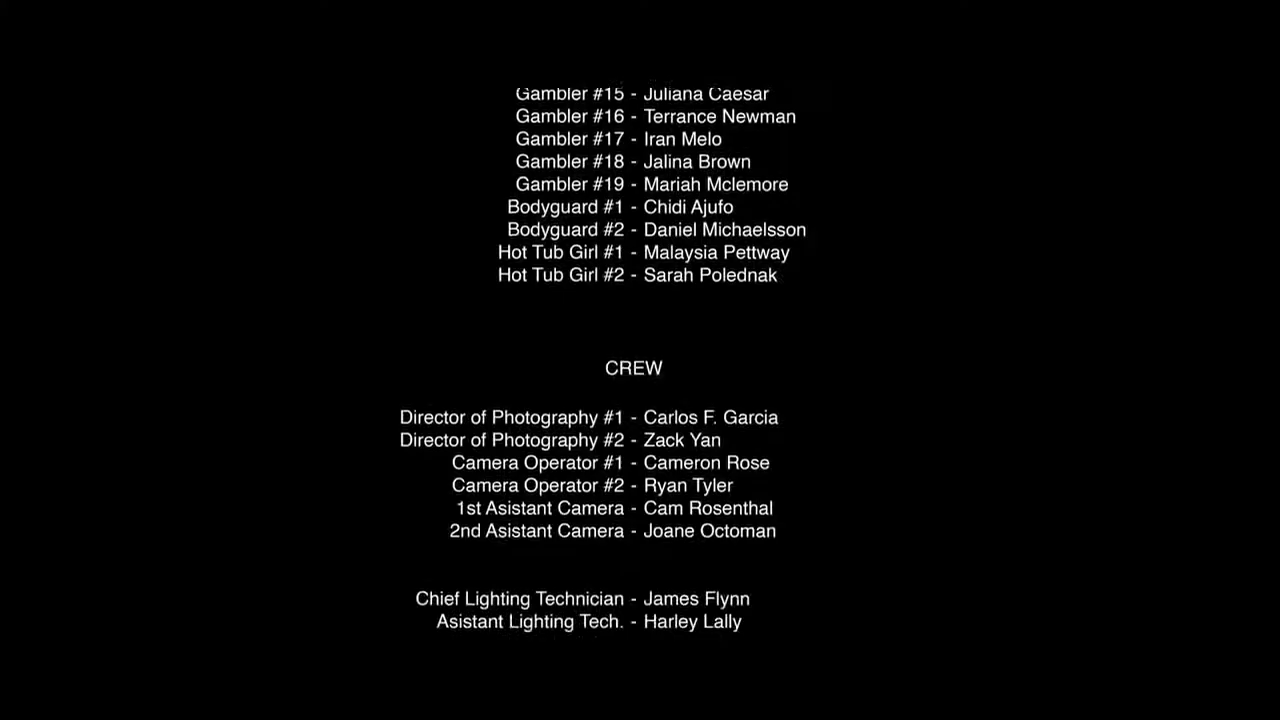 Gambler #15 - Juliana Caesar
Gambler #16 - Terrance Newman
Gambler #17 - Iran Melo
Gambler #18 - Jalina Brown
Gambler #19 - Mariah Mclemore
Bodyguard #1 - Chidi Ajufo
Bodyguard #2 - Daniel Michaelsson
Hot Tub Girl #1 - Malaysia Pettway
Hot Tub Girl #2 - Sarah Polednak
CREW
Director of Photography #1 - Carlos F. Garcia
Director of Photography #2 - Zack Yan
Camera Operator #1 - Cameron Rose
Camera Operator #2 - Ryan Tyler
1st Asistant Camera - Cam Rosenthal
2nd Asistant Camera - Joane Octoman
Chief Lighting Technician - James Flynn
Asistant Lighting Tech. - Harley Lally